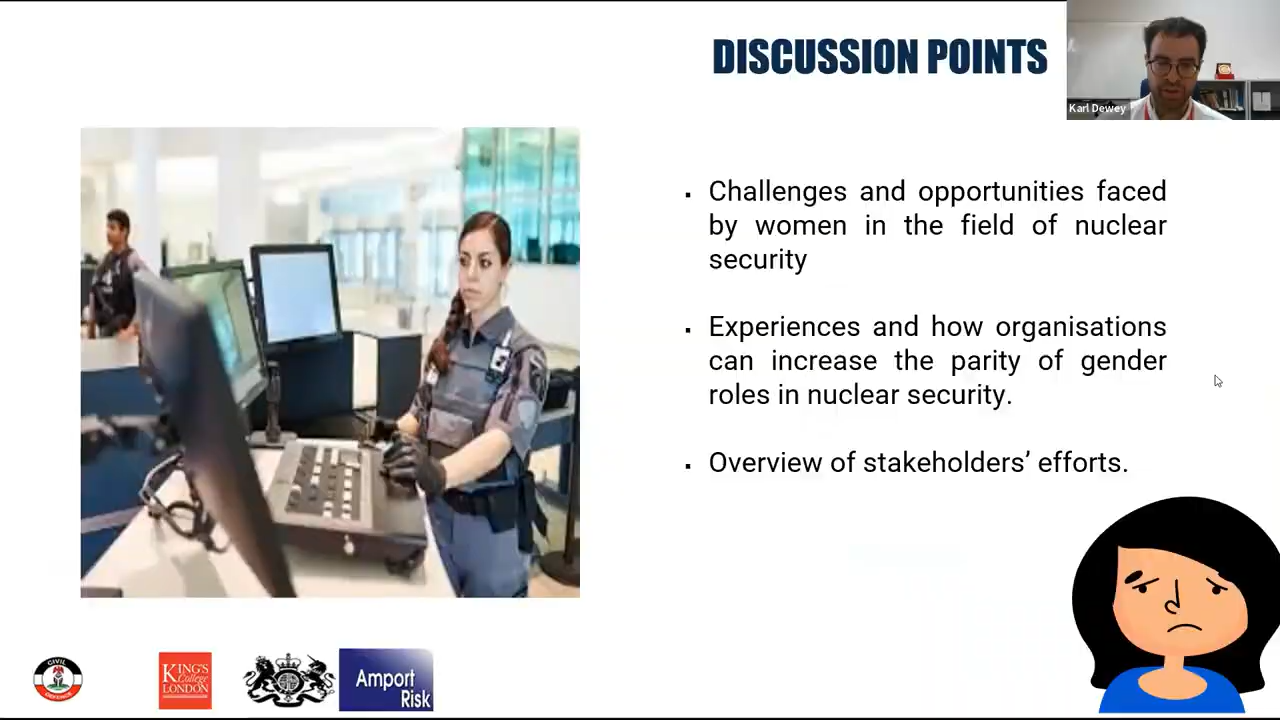 DISCUSSION POINTS
Karl Dewey
▪ Challenges and opportunities faced
by women in the field of nuclear
security
▪ Experiences and how organisations
can increase the parity of gender
roles in nuclear security.
▪ Overview of stakeholders’ efforts.
CIVIL
DEFENCE
KING'S
College
LONDON
Amport
Risk